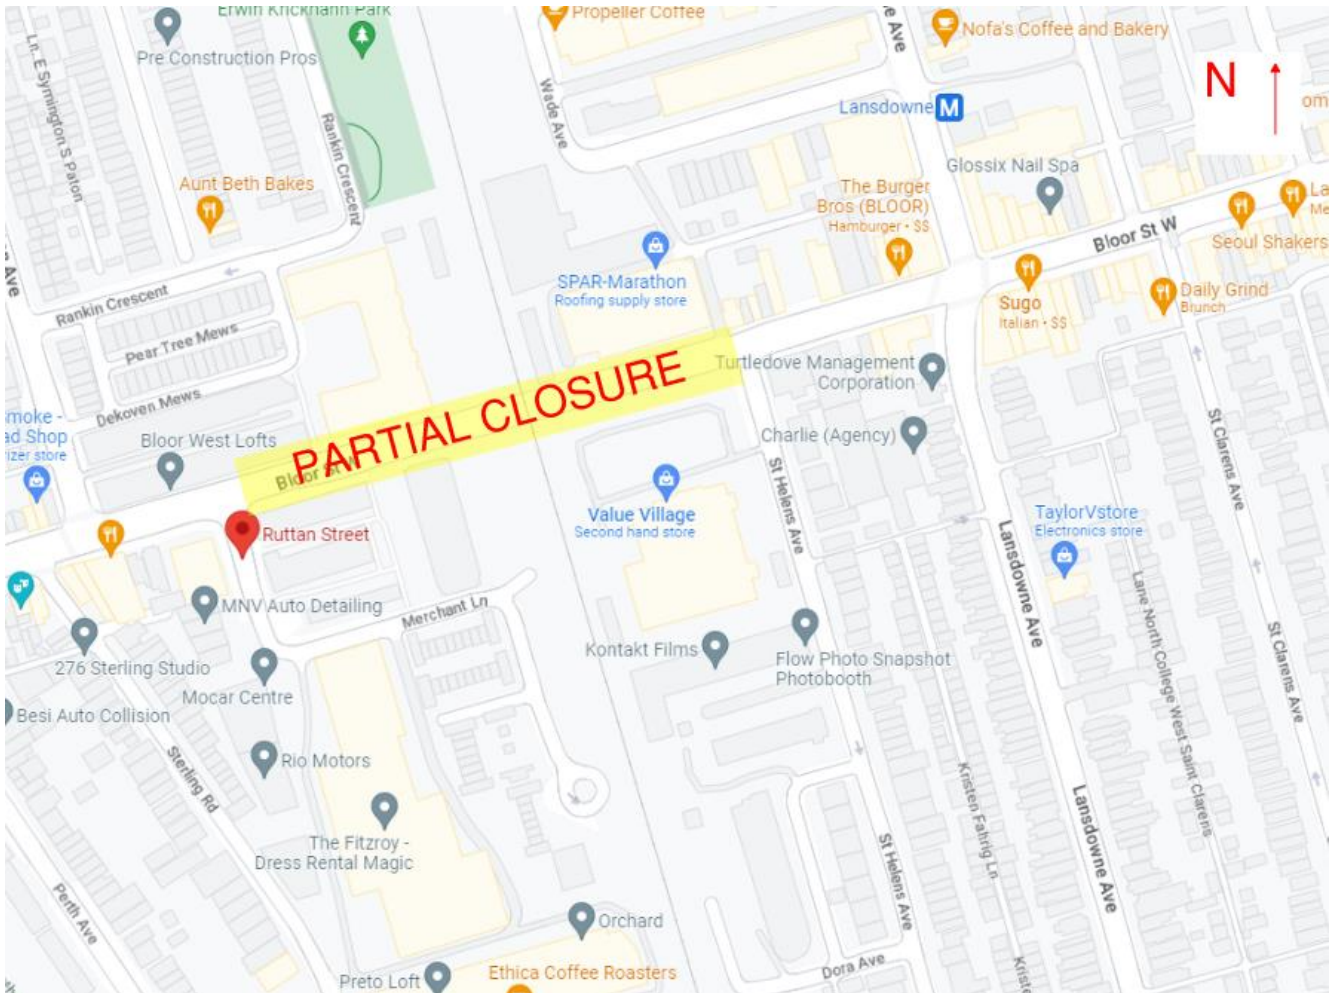 Erwin Krickhahn Park
Propeller Coffee
Nofa's Coffee and Bakery
Pre Construction Pros
Ln. E Symington S Paton
Wade Ave
N
Lansdowne M
Rankin Crescent
Glossix Nail Spa
Aunt Beth Bakes
The Burger
Bros (BLOOR)
Hamburger • $$
Bloor St W
Seoul Shakers
SPAR-Marathon
Roofing supply store
Rankin Crescent
Sugo
Italian • $$
Daily Grind
Brunch
Pear Tree Mews
Dekoven Mews
PARTIAL CLOSURE
Turtledove Management
Corporation
Bloor St W
Bloor West Lofts
Charlie (Agency)
St Clarens Ave
St Helens Ave
Value Village
Second hand store
TaylorVstore
Electronics store
Ruttan Street
Lansdowne Ave
MNV Auto Detailing
Merchant Ln
Lane North College West Saint Clarens
276 Sterling Studio
Mocar Centre
Kontakt Films
Flow Photo Snapshot
Photobooth
St Clarens Ave
Besi Auto Collision
Sterling Rd
Rio Motors
Kristen Fahrig Ln
Lansdowne Ave
The Fitzroy -
Dress Rental Magic
St Helens Ave
Perth Ave
Orchard
Preto Loft
Ethica Coffee Roasters
Dora Ave